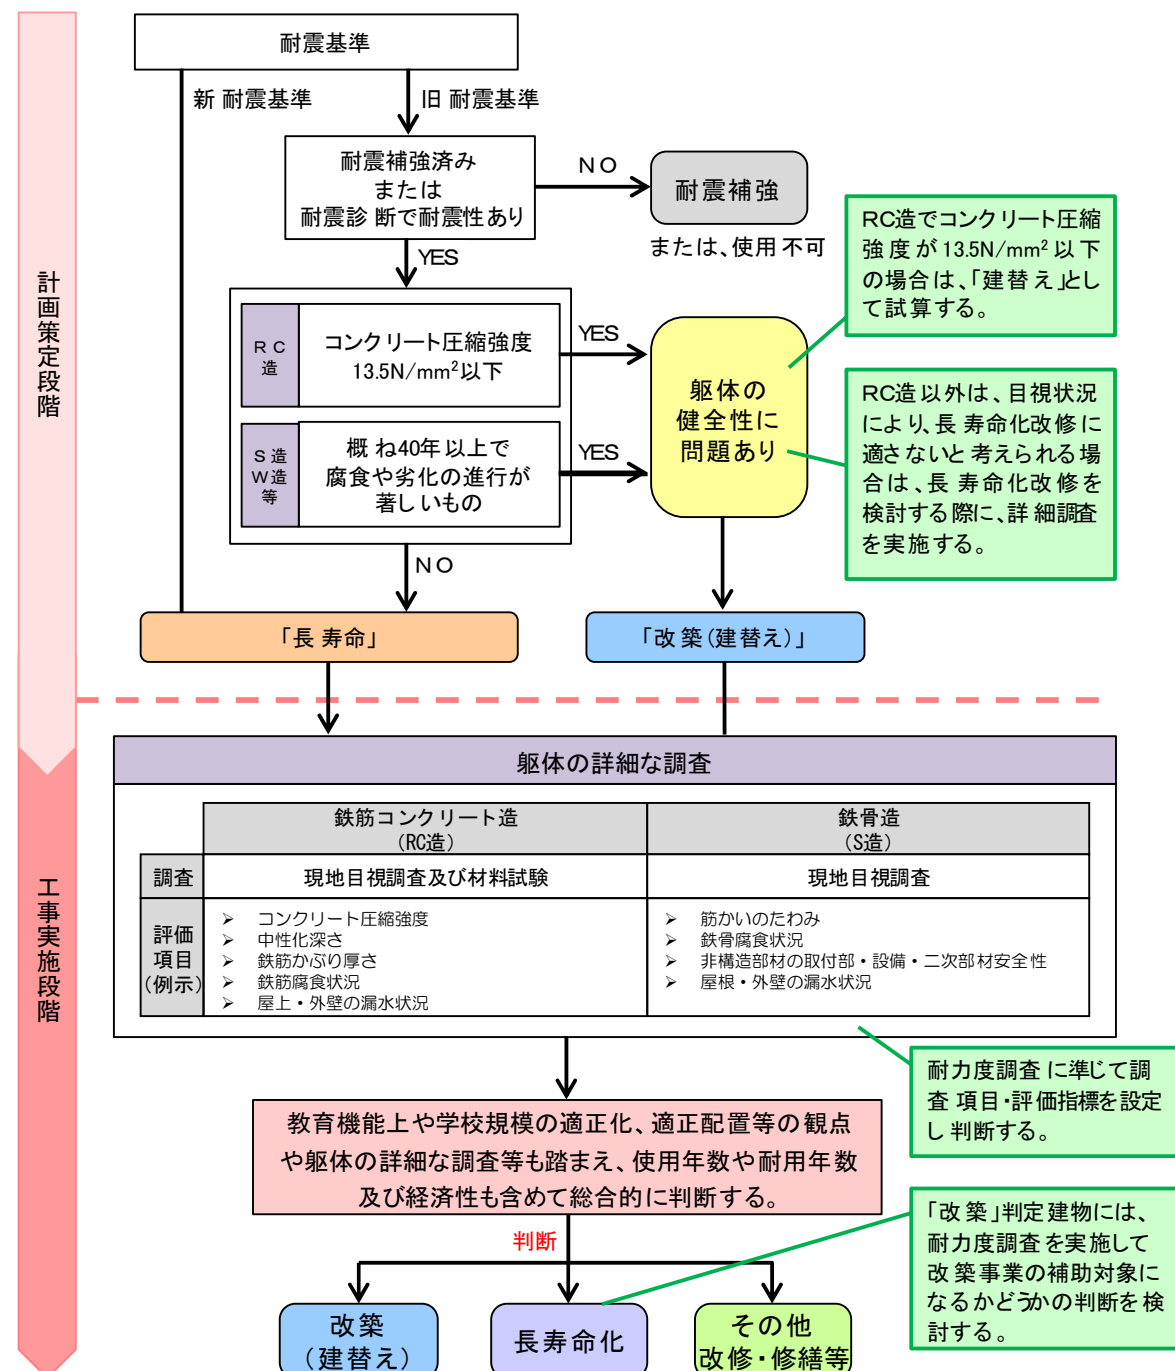 計画策定段階
工事実施段階
耐震基準
新耐震基準
旧耐震基準
耐震補強済み
または
耐震診断で耐震性あり
NO
耐震補強
または、使用不可
YES
RC
造
コンクリート圧縮強度
13.5N/mm²以下
YES
S造
W造
等
概ね40年以上で
腐食や劣化の進行が
著しいもの
YES
躯体の
健全性に
問題あり
RC造でコンクリート圧縮
強度が13.5N/mm²以下
の場合は、「建替え」とし
て試算する。
RC造以外は、目視状況
により、長寿命化改修に
適さないと考えられる場
合は、長寿命化改修を
検討する際に、詳細調査
を実施する。
NO
「長寿命」
「改築(建替え)」
躯体の詳細な調査
鉄筋コンクリート造
(RC造)
鉄骨造
(S造)
調査
現地目視調査及び材料試験
現地目視調査
評価
項目
(例示)
➢ コンクリート圧縮強度
➢ 中性化深さ
➢ 鉄筋かぶり厚さ
➢ 鉄筋腐食状況
➢ 屋上・外壁の漏水状況
➢ 筋かいのたわみ
➢ 鉄骨腐食状況
➢ 非構造部材の取付部・設備・二次部材安全性
➢ 屋根・外壁の漏水状況
耐力度調査に準じて調
査項目・評価指標を設定
し判断する。
教育機能上や学校規模の適正化、適正配置等の観点
や躯体の詳細な調査等も踏まえ、使用年数や耐用年数
及び経済性も含めて総合的に判断する。
判断
「改築」判定建物には、
耐力度調査を実施して
改築事業の補助対象に
なるかどうかの判断を検
討する。
改築
(建替え)
長寿命化
その他
改修・修繕等